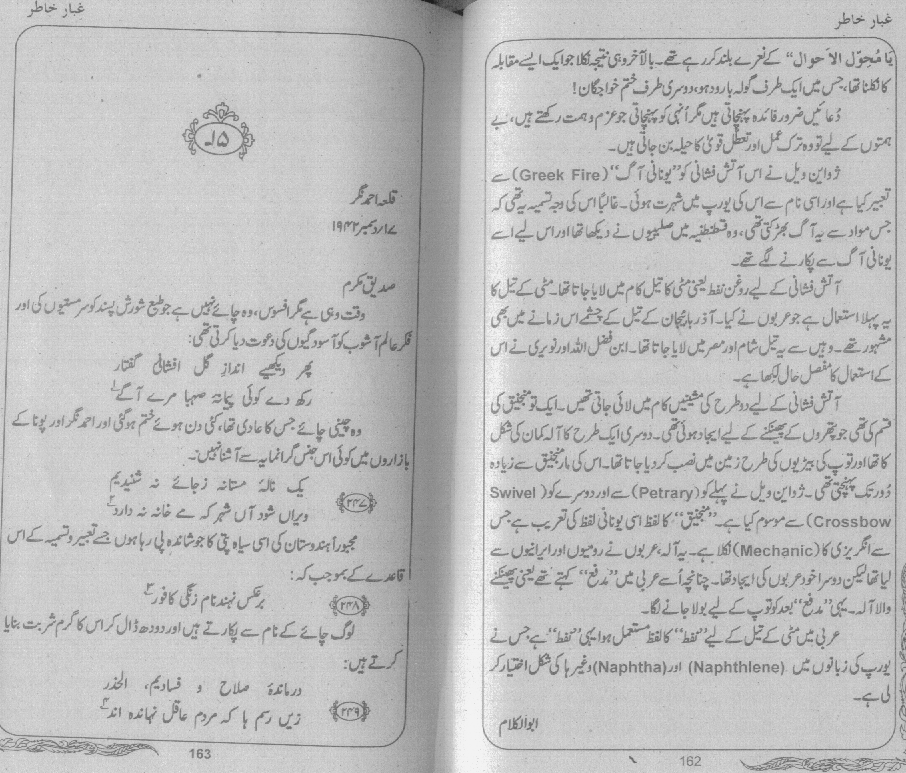 غبار خاطر
یَا مُحَوِّل الاَحوال“ کے نعرے بلند کر رہے تھے۔ بالآخر وہی نتیجہ نکلا جو ایک ایسے مقابلہ
کا نکلنا تھا، جس میں ایک طرف گولہ بارود ہو، دوسری طرف ختم خواجگان!
دُعائیں ضرور فائدہ پہنچاتی ہیں مگر اُنہی کو پہنچاتی جو عزم و ہمت رکھتے ہیں، بے
ہمتوں کے لیے تو وہ ترک عمل اور تعطّل قویٰ کا حیلہ بن جاتی ہیں۔
ژواین ویل نے اس آتش فشانی کو ”یونانی آگ“ (Greek Fire) سے
تعبیر کیا ہے اور اسی نام سے اس کی یورپ میں شہرت ہوئی۔ غالباً اس کی وجہ تسمیہ یہ تھی کہ
جس مواد سے یہ آگ بھڑکتی تھی، وہ قسطنطنیہ میں صلیبیوں نے دیکھا تھا اور اس لیے اسے
یونانی آگ سے پکارنے لگے تھے۔
آتش فشانی کے لیے روغن نفط یعنی مٹی کا تیل کام میں لایا جاتا تھا۔ مٹی کے تیل کا
یہ پہلا استعمال ہے جو عربوں نے کیا۔ آذربائیجان کے تیل کے چشمے اس زمانے میں بھی
مشہور تھے۔ وہیں سے یہ تیل شام اور مصر میں لایا جاتا تھا۔ ابن فضل اللہ اور نویری نے اس
کے استعمال کا مفصل حال لکھا ہے۔
آتش فشانی کے لیے دو طرح کی مشینیں کام میں لائی جاتی تھیں۔ ایک تو منجنیق کی
قسم کی تھی جو پتھروں کے پھینکنے کے لیے ایجاد ہوئی تھی۔ دوسری ایک طرح کا آلہ کمان کی شکل
کا تھا اور توپ کی بیڑیوں کی طرح زمین میں نصب کر دیا جاتا تھا۔ اس کی مار منجنیق سے زیادہ
دُور تک پہنچتی تھی۔ ژواین ویل نے پہلے کو (Petrary) سے اور دوسرے کو (Swivel
Crossbow) سے موسوم کیا ہے۔ ”منجنیق“ کا لفظ اسی یونانی لفظ کی تعریب ہے جس
سے انگریزی کا (Mechanic) نکلا ہے۔ یہ آلہ، عربوں نے رومیوں اور ایرانیوں سے
لیا تھا لیکن دوسرا خود عربوں کی ایجاد تھا۔ چنانچہ اُسے عربی میں ”مدفع“ کہتے تھے یعنی پھینکنے
والا آلہ۔ یہی ”مدفع“ بعد کو توپ کے لیے بولا جانے لگا۔
عربی میں مٹی کے تیل کے لیے ”نفط“ کا لفظ مستعمل ہوا یہی ”نفط“ ہے جس نے
یورپ کی زبانوں میں (Naphthlene) اور (Naphtha) وغیر ہا کی شکل اختیار کر
لی ہے۔
ابوالکلام
162
غبار خاطر
۱۵۔
قلعہ احمد نگر
۱۷/دسمبر ۱۹۴۲
صدیق مکرم
وقت وہی ہے مگر افسوس، وہ چائے نہیں ہے جو طبع شورش پسند کو سرمستیوں کی اور
فکر عالم آشوب کو آسودگیوں کی دعوت دیا کرتی تھی:
پھر دیکھیے اندازِ گل افشانیٔ گفتار
رکھ دے کوئی پیمانۂ صہبا مرے آگے۱
وہ چینی چائے جس کا عادی تھا، کئی دن ہوئے ختم ہو گئی اور احمد نگر اور پونا کے
بازاروں میں کوئی اس جنس گرانمایہ سے آشنا نہیں۔
یک نالۂ مستانہ زجائے نہ شنیدیم
(۲۴۷) ویراں شود آں شہر کہ مے خانہ نہ دارد۲
مجبوراً ہندوستان کی اسی سیاہ پتی کا جوشاندہ پی رہا ہوں جسے تعبیر و تسمیہ کے اس
قاعدے کے بموجب کہ:
(۲۴۸) برعکس نہند نام زنگی کافور۳
لوگ چائے کے نام سے پکارتے ہیں اور دودھ ڈال کر اس کا گرم شربت بنایا
کرتے ہیں:
درماندۂ صلاح و فسادیم، الحذر
(۲۴۹) زیں رسم ہا کہ مردم عاقل نہادہ اند۴
163